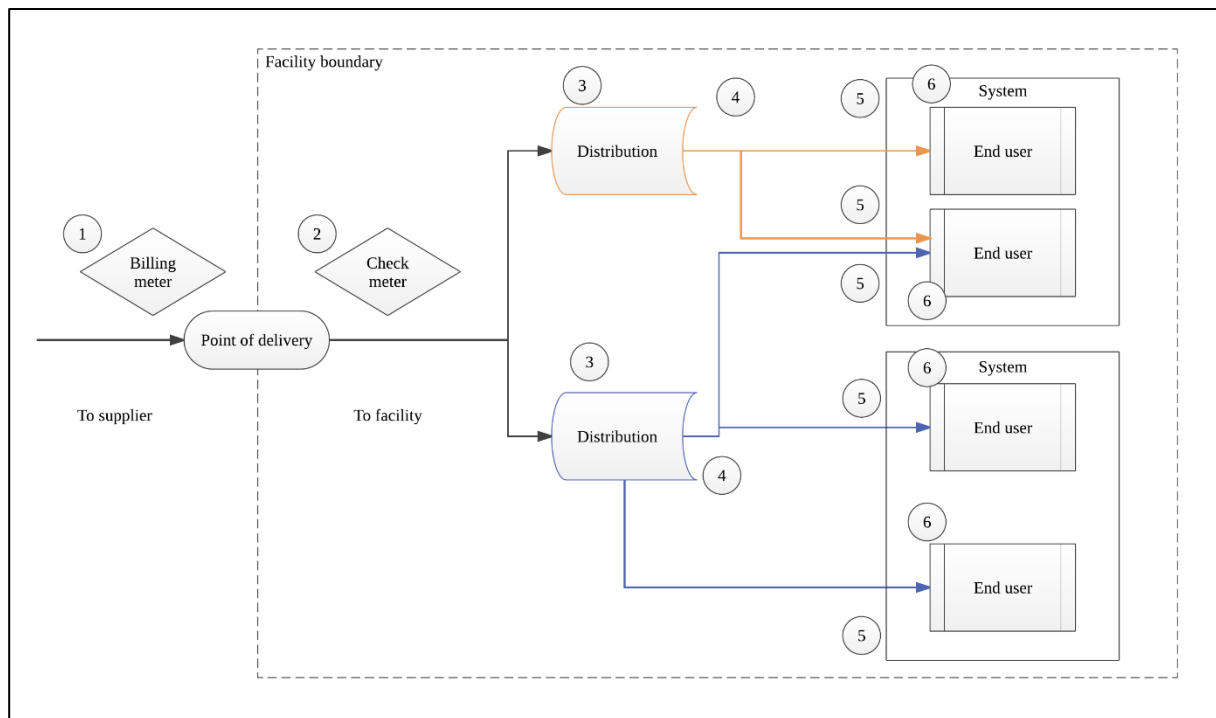 Facility boundary
3
4
5
6
System
Distribution
End user
1
Billing
meter
2
Check
meter
5
End user
5
6
Point of delivery
3
System
6
To supplier
To facility
5
Distribution
End user
4
6
End user
5